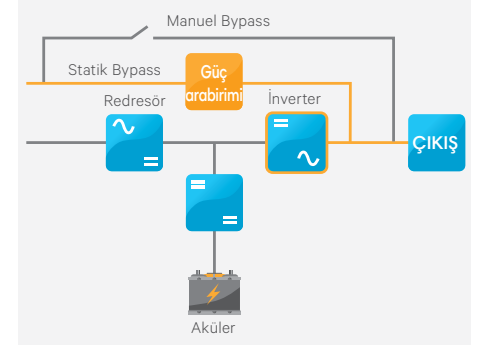 Manuel Bypass
Statik Bypass
Güç
arabirimi
Redresör
İnverter
ÇIKIŞ
Aküler